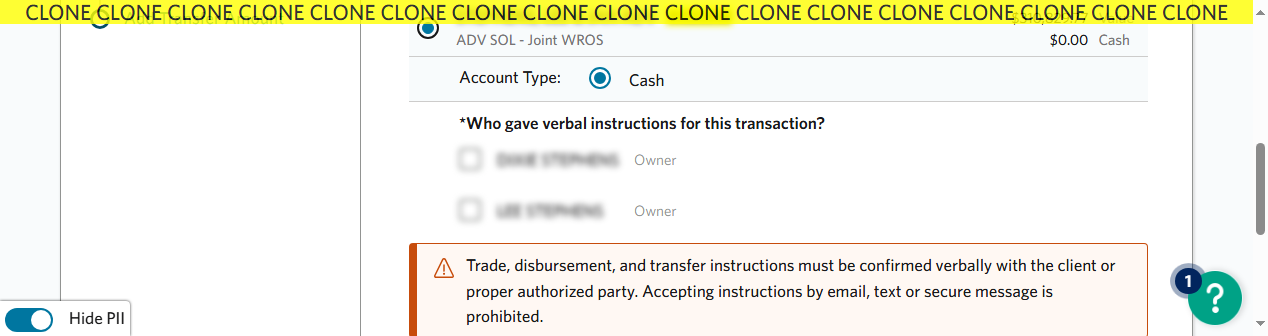 CLONE CLONE CLONE CLONE CLONE CLONE CLONE CLONE CLONE CLONE CLONE CLONE CLONE CLONE CLONE CLONE CLONE
ADV SOL - Joint WROS $0.00 Cash
Account Type: Cash
*Who gave verbal instructions for this transaction?
Owner
Owner
Trade, disbursement, and transfer instructions must be confirmed verbally with the client or
proper authorized party. Accepting instructions by email, text or secure message is
prohibited.
1
?
Hide PII